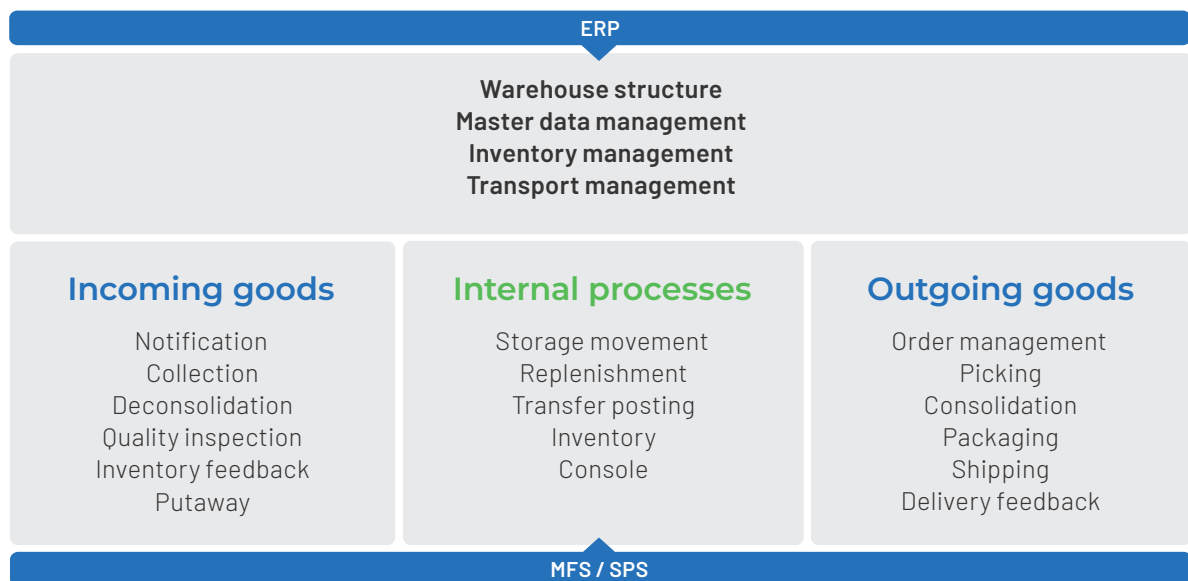 ERP
Warehouse structure
Master data management
Inventory management
Transport management
Incoming goods
Notification
Collection
Deconsolidation
Quality inspection
Inventory feedback
Putaway
Internal processes
Storage movement
Replenishment
Transfer posting
Inventory
Console
Outgoing goods
Order management
Picking
Consolidation
Packaging
Shipping
Delivery feedback
MFS / SPS